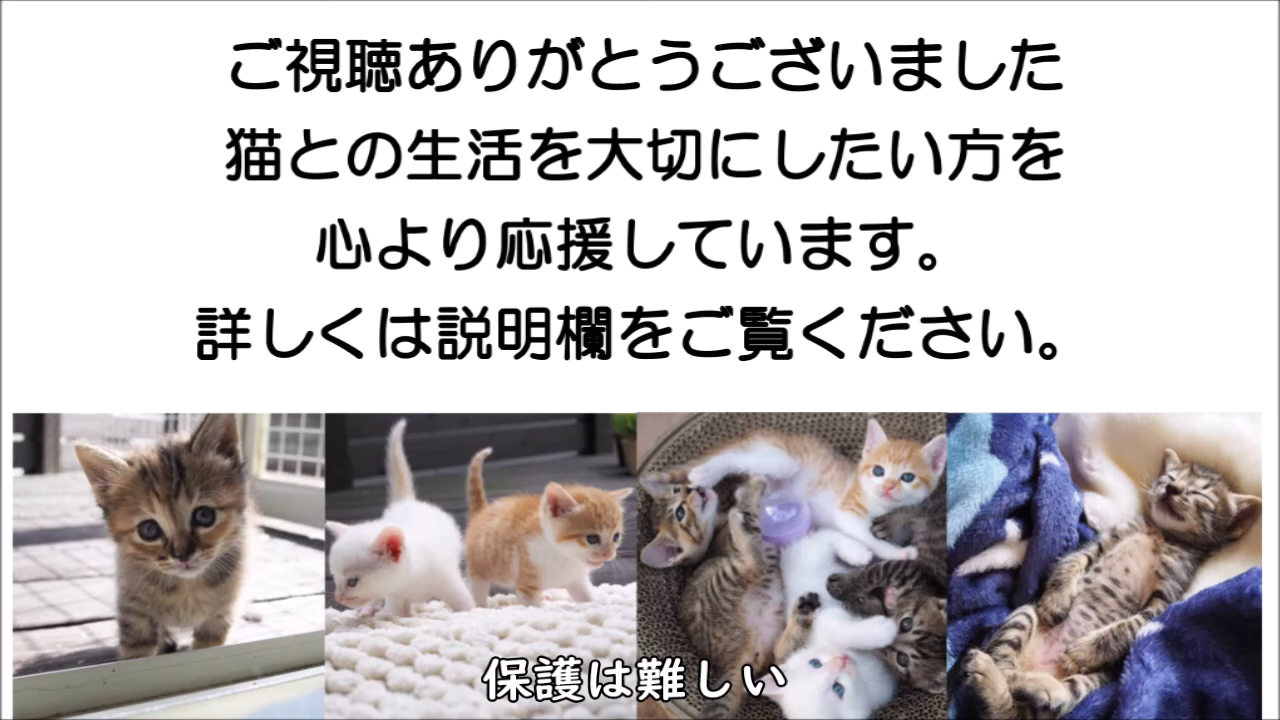 ご視聴ありがとうございました
猫との生活を大切にしたい方を
心より応援しています。
詳しくは説明欄をご覧ください。
保護は難しい